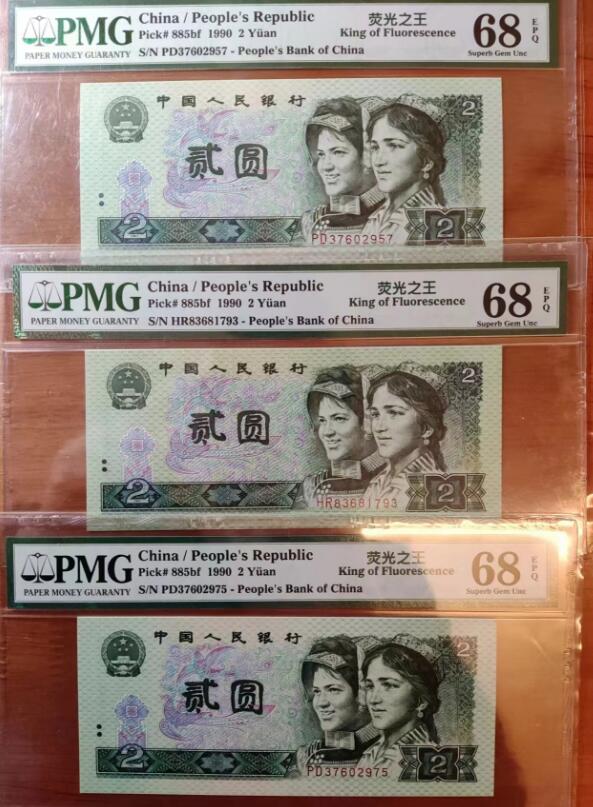 PMG
PAPER MONEY GUARANTY
China / People's Republic
Pick# 885bf 1990 2 Yüan
S/N PD37602957 - People's Bank of China
荧光之王
King of Fluorescence
68
EPQ
Superb Gem Unc
中国人民银行
贰圆
2
2
2
PD37602957
PMG
PAPER MONEY GUARANTY
China / People's Republic
Pick# 885bf 1990 2 Yüan
S/N HR83681793 - People's Bank of China
荧光之王
King of Fluorescence
68
EPQ
Superb Gem Unc
中国人民银行
贰圆
2
2
2
HR83681793
PMG
PAPER MONEY GUARANTY
China / People's Republic
Pick# 885bf 1990 2 Yüan
S/N PD37602975 - People's Bank of China
荧光之王
King of Fluorescence
68
EPQ
Superb Gem Unc
中国人民银行
贰圆
2
2
2
PD37602975